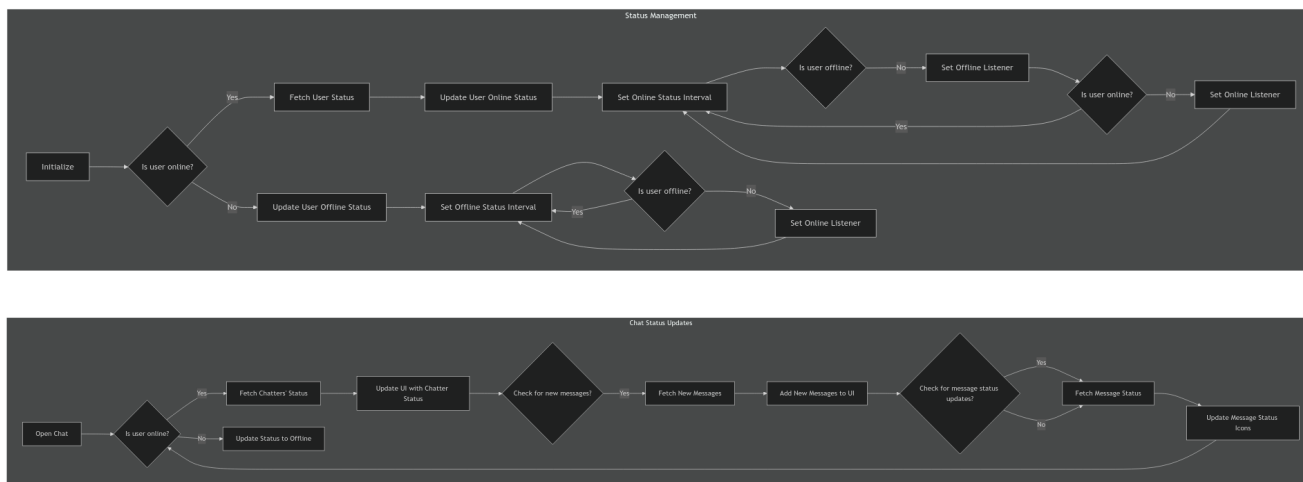 Status Management
Initialize
Is user online?
Yes
Fetch User Status
Update User Online Status
Set Online Status Interval
Is user offline?
No
Set Offline Listener
Is user online?
No
Set Online Listener
Yes
No
Update User Offline Status
Set Offline Status Interval
Yes
Is user offline?
No
Set Online Listener
Chat Status Updates
Open Chat
Is user online?
Yes
Fetch Chatters' Status
Update UI with Chatter
Status
No
Update Status to Offline
Check for new messages?
Yes
Fetch New Messages
Add New Messages to UI
Check for message status
updates?
Yes
No
Fetch Message Status
Update Message Status
Icons